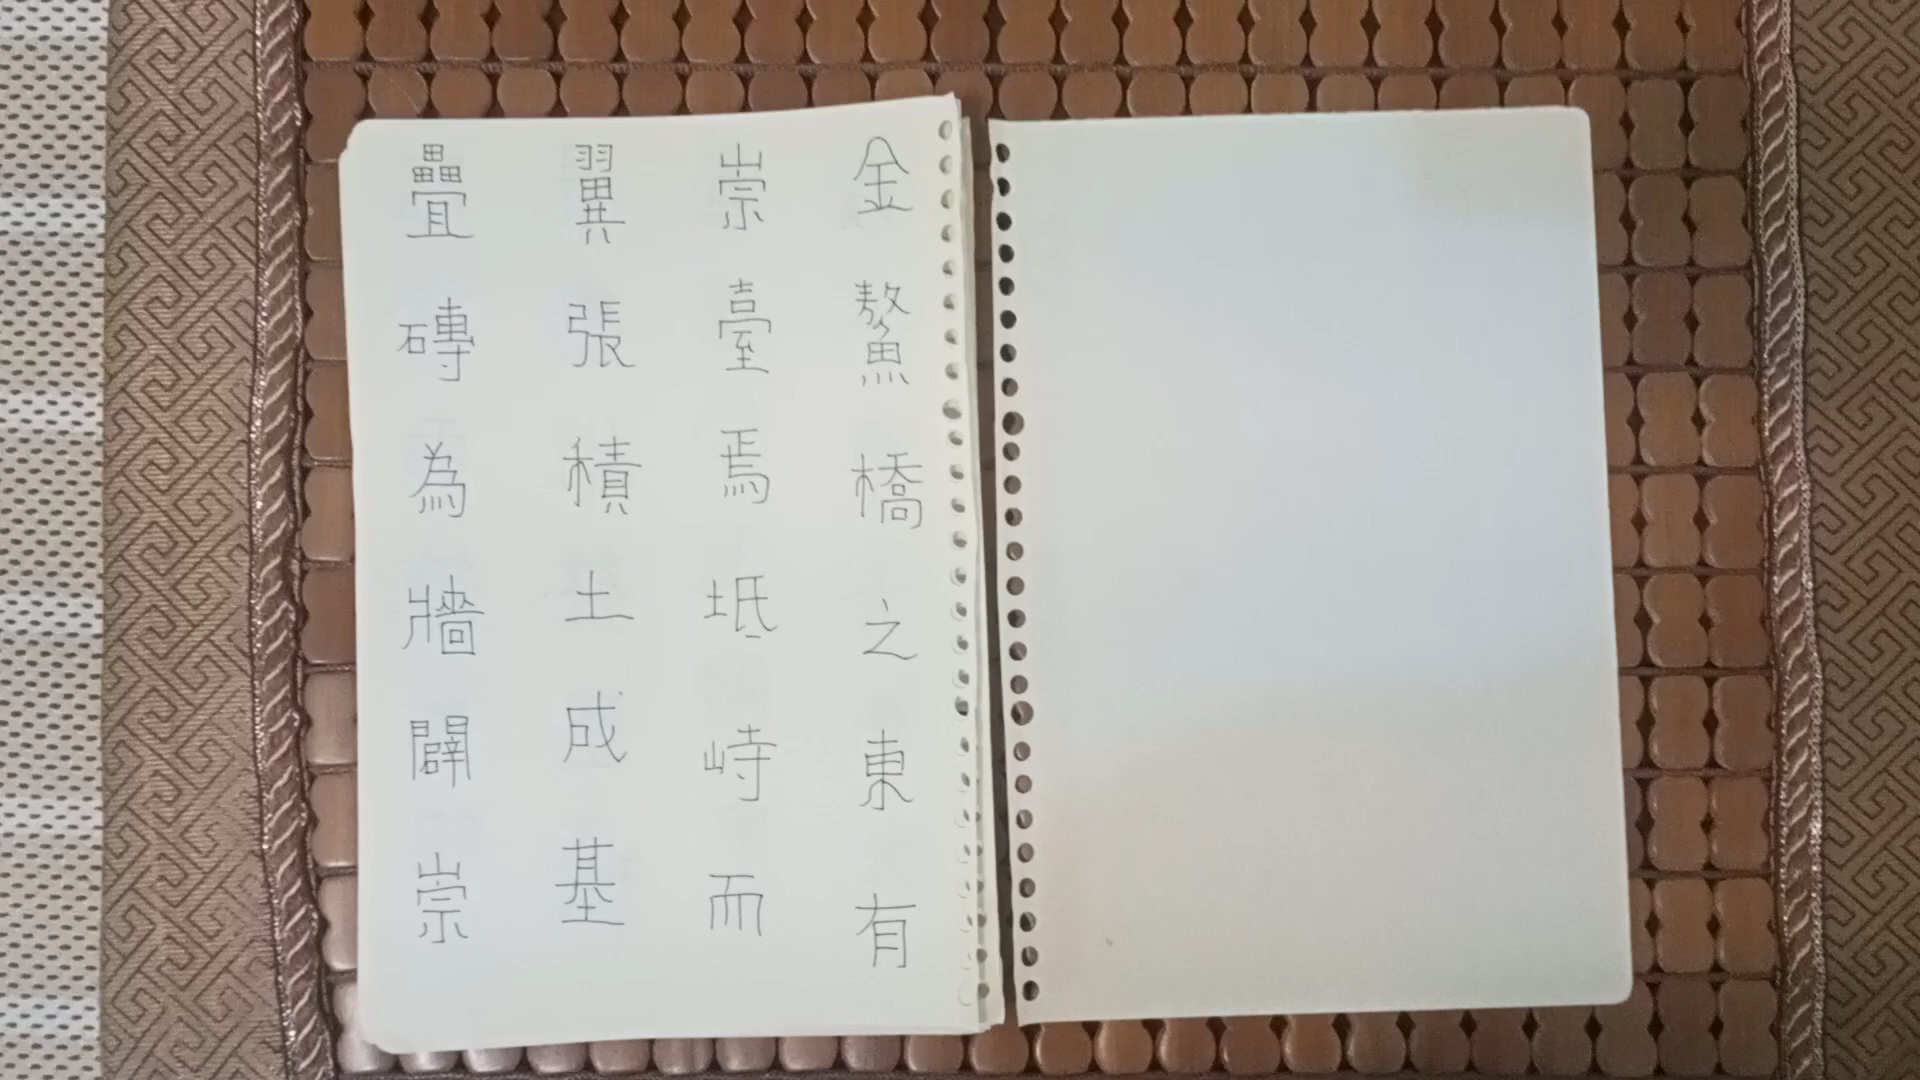 金鰲橋之東有
崇臺焉坻峙而
翼張積土成基
疊磚為牆闢崇